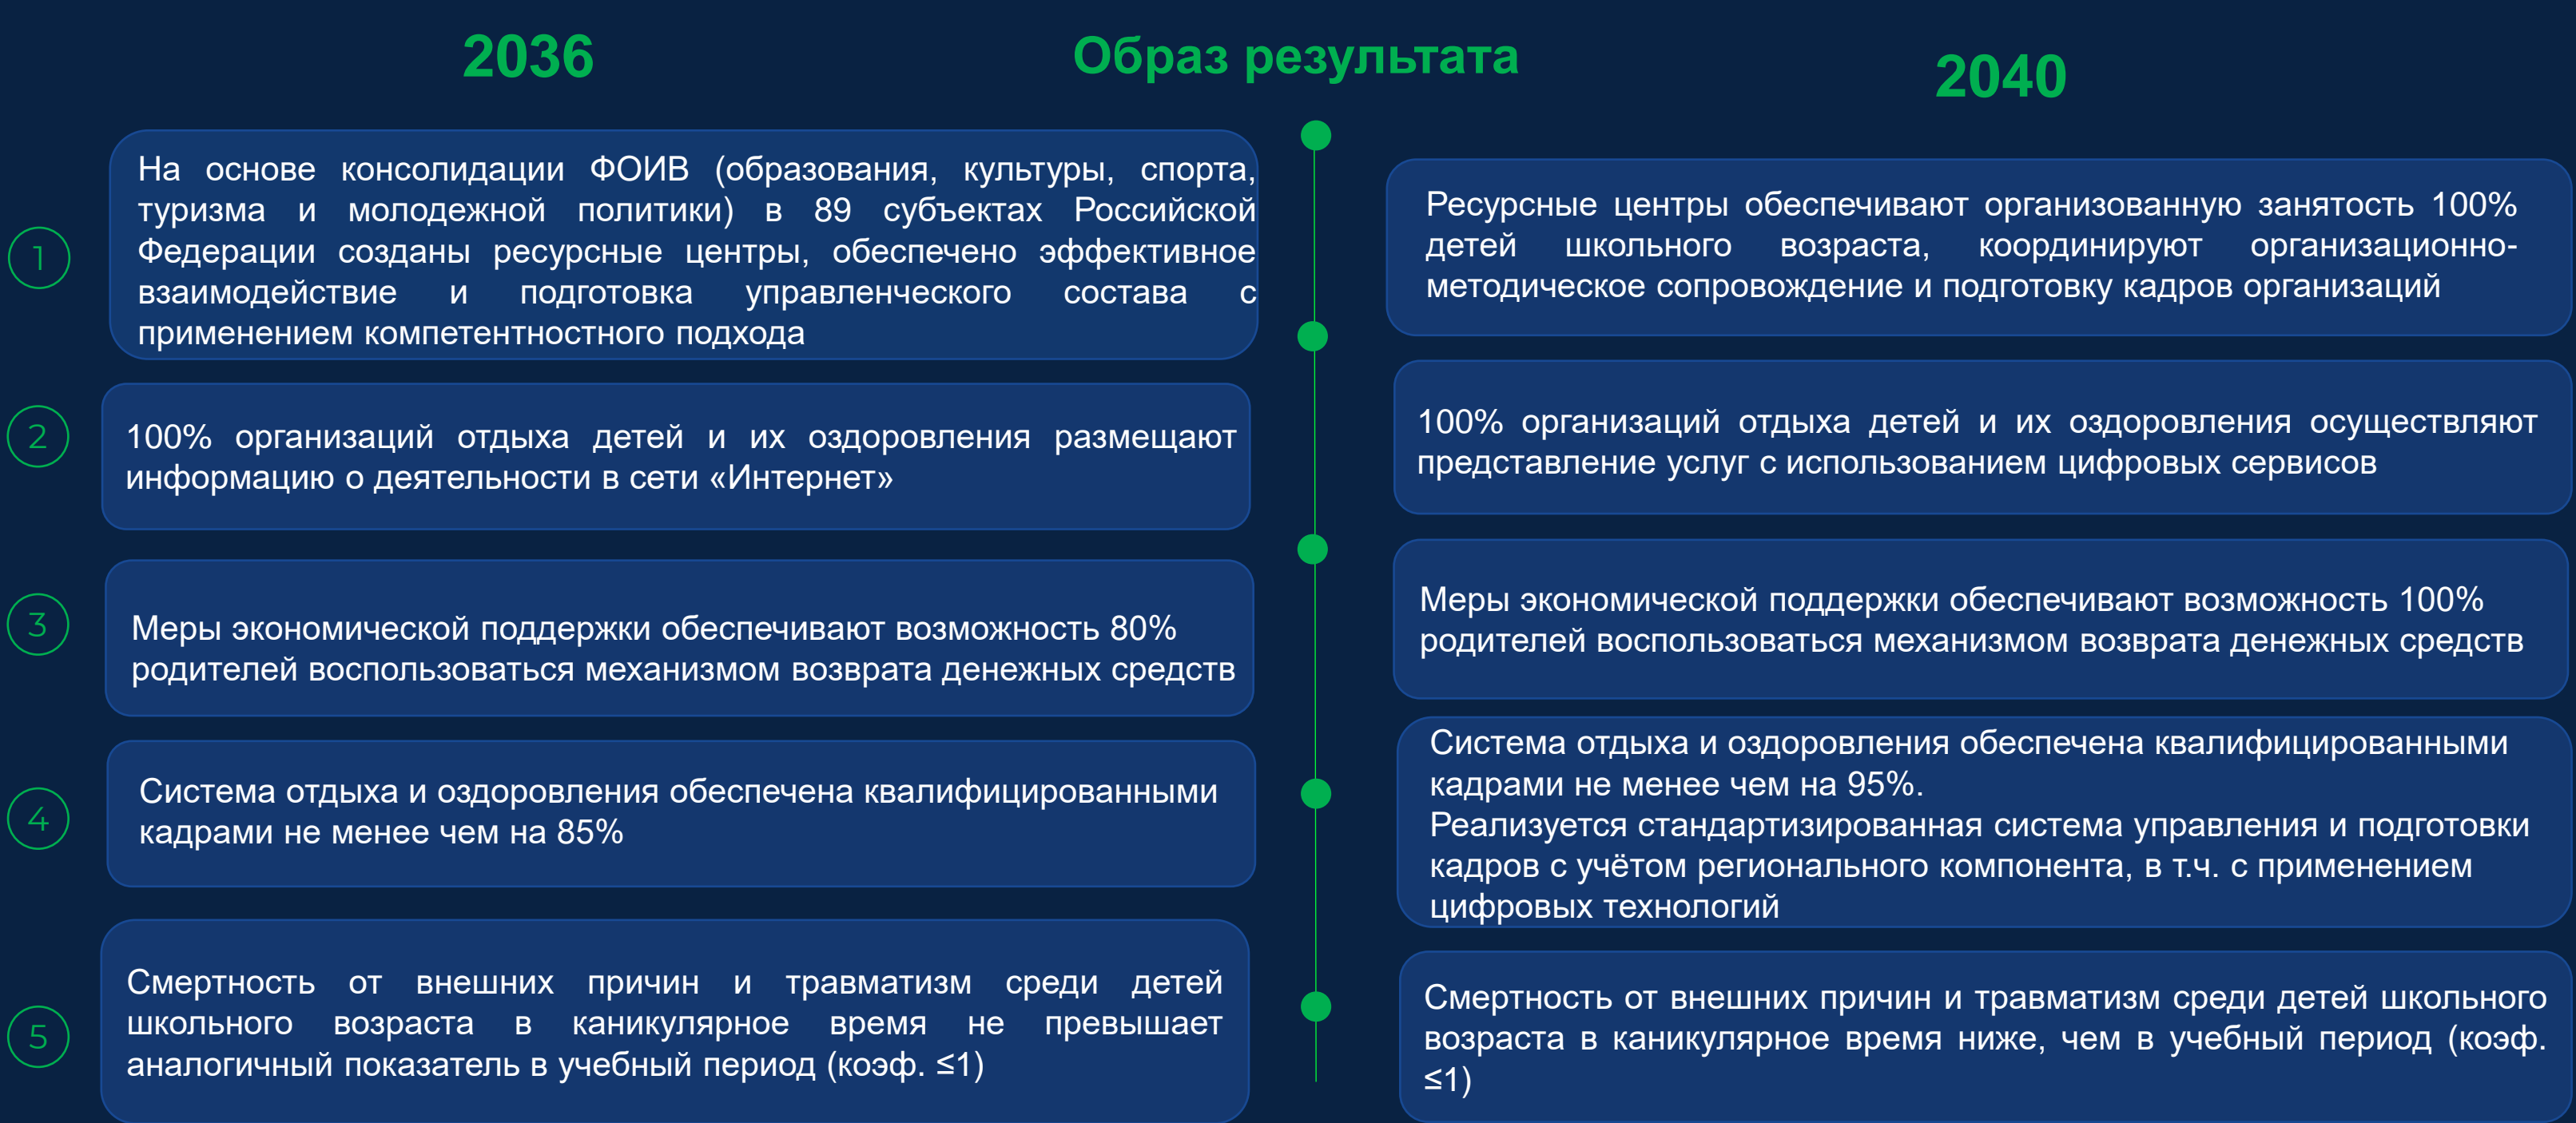 2036
Образ результата
2040
1
На основе консолидации ФОИВ (образования, культуры, спорта,
туризма и молодежной политики) в 89 субъектах Российской
Федерации созданы ресурсные центры, обеспечено эффективное
взаимодействие и подготовка управленческого состава с
применением компетентностного подхода
Ресурсные центры обеспечивают организованную занятость 100%
детей школьного возраста, координируют организационно-
методическое сопровождение и подготовку кадров организаций
2
100% организаций отдыха детей и их оздоровления размещают
информацию о деятельности в сети «Интернет»
100% организаций отдыха детей и их оздоровления осуществляют
представление услуг с использованием цифровых сервисов
3
Меры экономической поддержки обеспечивают возможность 80%
родителей воспользоваться механизмом возврата денежных средств
Меры экономической поддержки обеспечивают возможность 100%
родителей воспользоваться механизмом возврата денежных средств
4
Система отдыха и оздоровления обеспечена квалифицированными
кадрами не менее чем на 85%
Система отдыха и оздоровления обеспечена квалифицированными
кадрами не менее чем на 95%.
Реализуется стандартизированная система управления и подготовки
кадров с учётом регионального компонента, в т.ч. с применением
цифровых технологий
5
Смертность от внешних причин и травматизм среди детей
школьного возраста в каникулярное время не превышает
аналогичный показатель в учебный период (коэф. ≤1)
Смертность от внешних причин и травматизм среди детей школьного
возраста в каникулярное время ниже, чем в учебный период (коэф.
≤1)